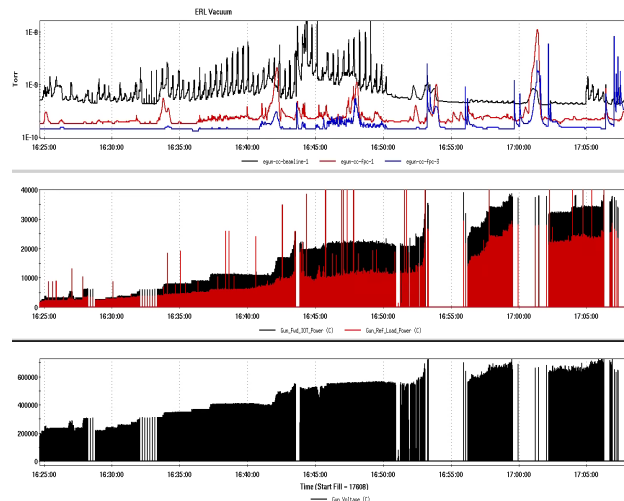 ERL Vacuum
1E-8
1E-9
1E-10
Torr
16:25:00 16:30:00 16:35:00 16:40:00 16:45:00 16:50:00 16:55:00 17:00:00 17:05:00
egun-cc-beamline-1 egun-cc-fpc-1 egun-cc-fpc-3
40000
30000
20000
10000
0
16:25:00 16:30:00 16:35:00 16:40:00 16:45:00 16:50:00 16:55:00 17:00:00 17:05:00
Gun_Fwd_IOT_Power (C) Gun_Ref_Load_Power (C)
600000
400000
200000
0
16:25:00 16:30:00 16:35:00 16:40:00 16:45:00 16:50:00 16:55:00 17:00:00 17:05:00
Time (Start Fill = 17608)
Gun_Voltage (C)